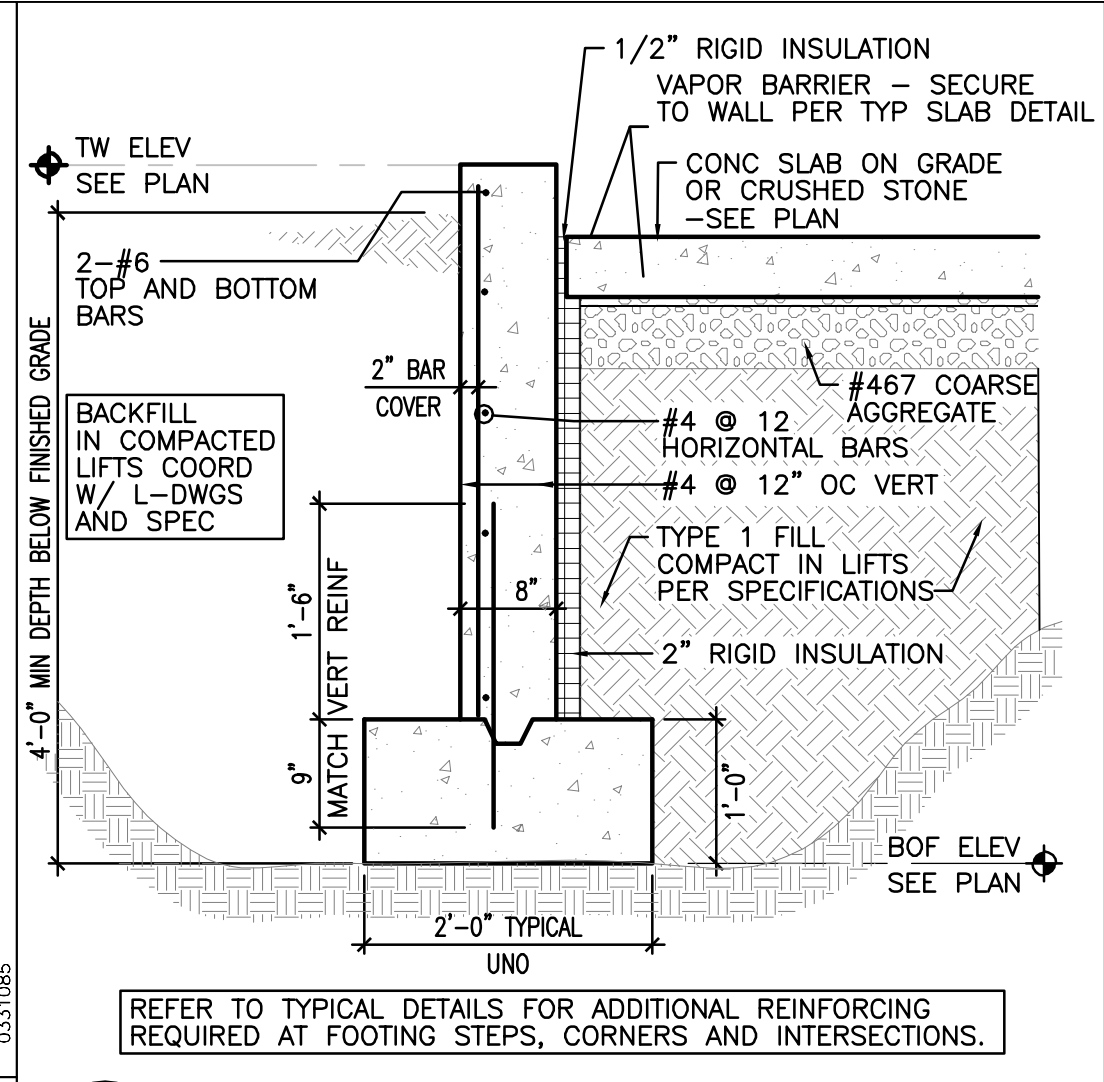 1/2" RIGID INSULATION
VAPOR BARRIER – SECURE
TO WALL PER TYP SLAB DETAIL
TW ELEV
SEE PLAN
CONC SLAB ON GRADE
OR CRUSHED STONE
–SEE PLAN
2–#6
TOP AND BOTTOM
BARS
4'–0" MIN DEPTH BELOW FINISHED GRADE
2" BAR
COVER
#467 COARSE
AGGREGATE
BACKFILL
IN COMPACTED
LIFTS COORD
W/ L–DWGS
AND SPEC
#4 @ 12
HORIZONTAL BARS
#4 @ 12" OC VERT
TYPE 1 FILL
COMPACT IN LIFTS
PER SPECIFICATIONS
1'–6"
8"
2" RIGID INSULATION
MATCH VERT REINF
9"
1'–0"
BOF ELEV
SEE PLAN
2'–0" TYPICAL
UNO
0331085
REFER TO TYPICAL DETAILS FOR ADDITIONAL REINFORCING
REQUIRED AT FOOTING STEPS, CORNERS AND INTERSECTIONS.